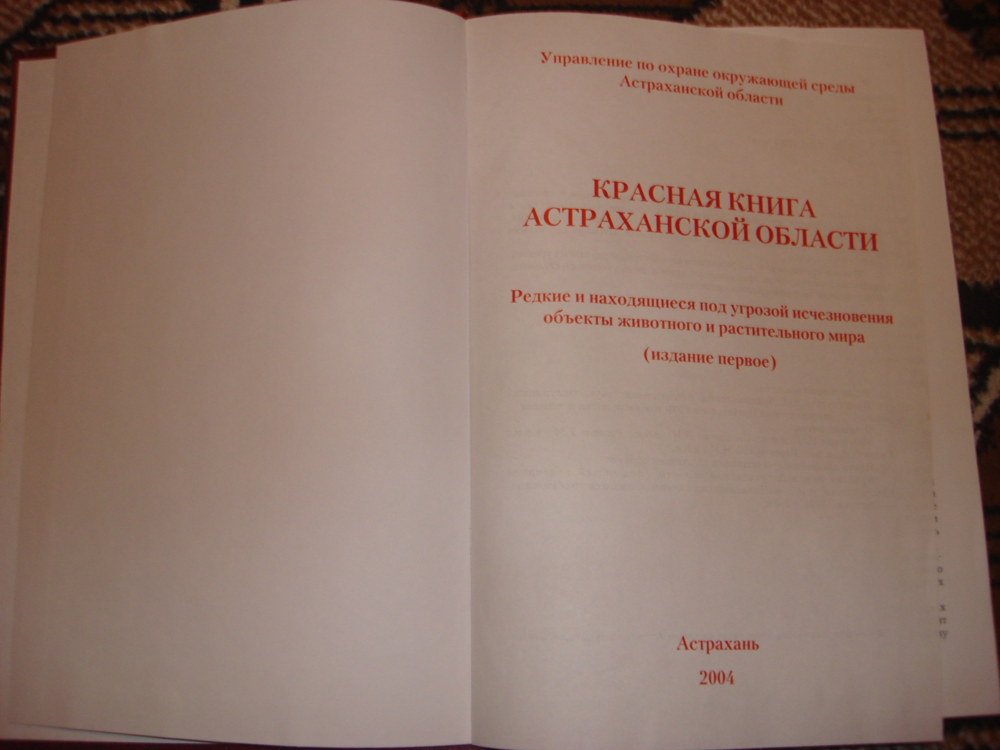 Управление по охране окружающей среды
Астраханской области
КРАСНАЯ КНИГА
АСТРАХАНСКОЙ ОБЛАСТИ
Редкие и находящиеся под угрозой исчезновения
объекты животного и растительного мира
(издание первое)
Астрахань
2004